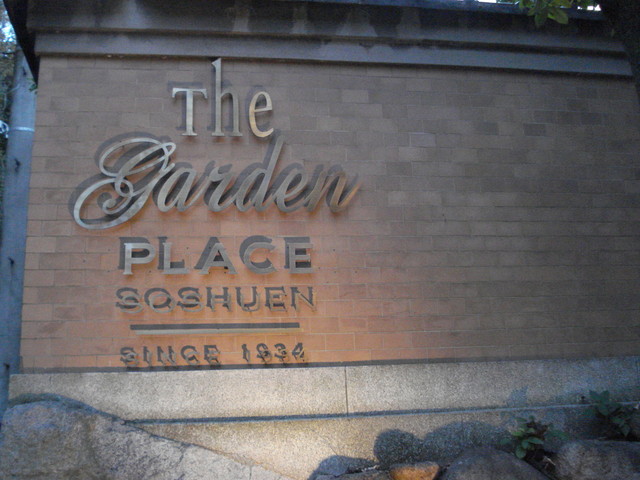 The
Garden
PLACE
SOSHUEN
SINCE 1934